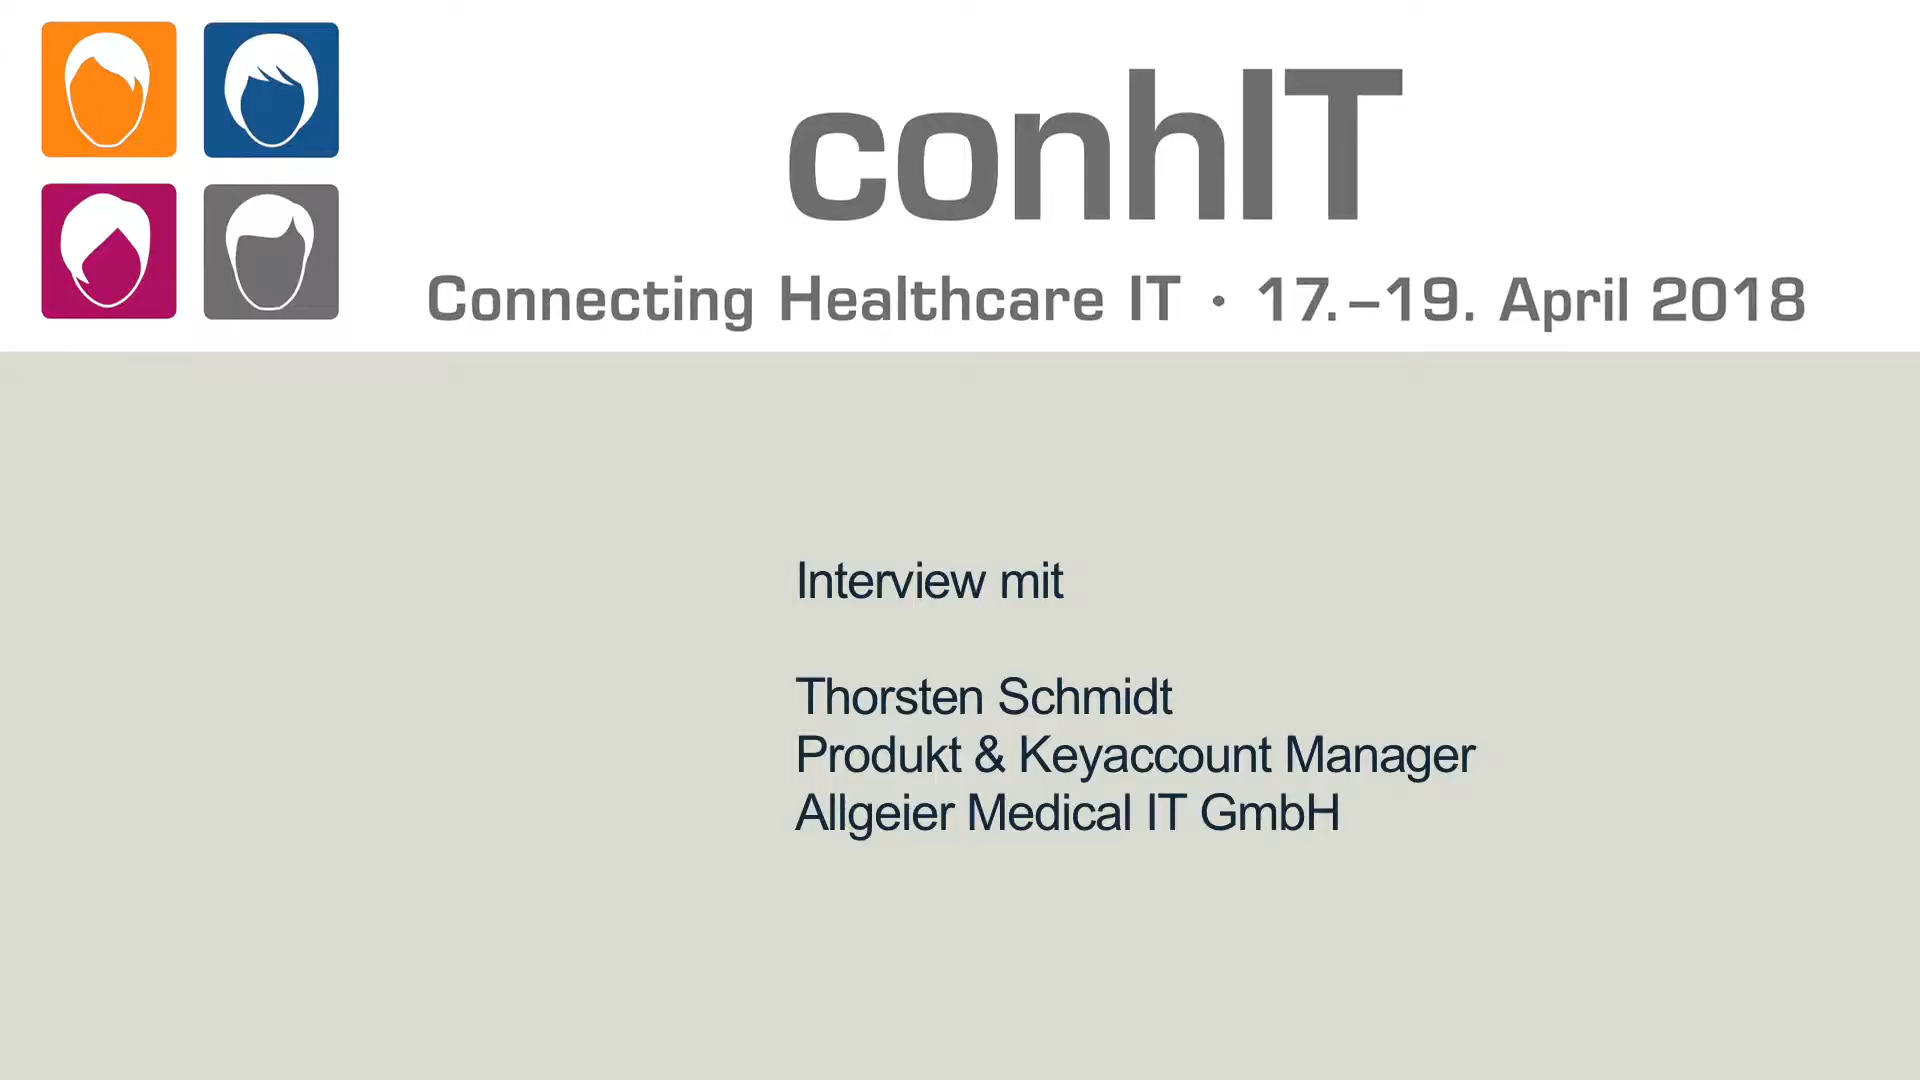 conhIT
Connecting Healthcare IT • 17.–19. April 2018
Interview mit
Thorsten Schmidt
Produkt & Keyaccount Manager
Allgeier Medical IT GmbH